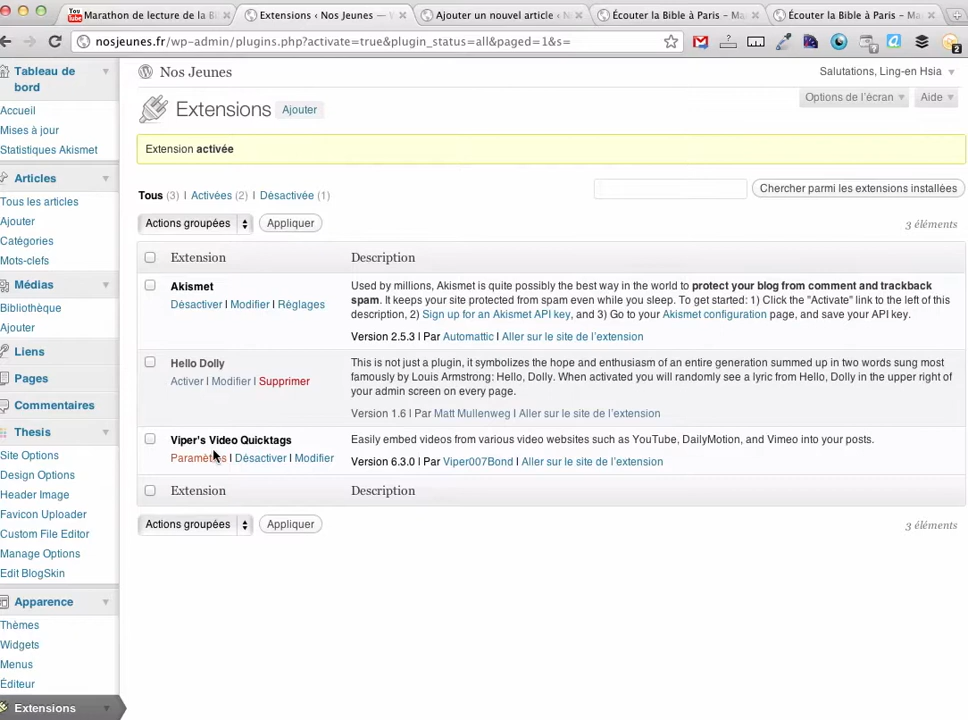 Marathon de lecture de la Bi
Extensions ‹ Nos Jeunes —
Ajouter un nouvel article ‹
Écouter la Bible à Paris - Ma
Écouter la Bible à Paris - Ma
nosjeunes.fr/wp-admin/plugins.php?activate=true&plugin_status=all&paged=1&s=
Nos Jeunes
Salutations, Ling-en Hsia
Options de l'écran
Aide
Extensions
Ajouter
Extension activée
Tous (3) | Activées (2) | Désactivée (1)
Chercher parmi les extensions installées
Actions groupées
Appliquer
3 éléments
Extension
Description
Akismet
Désactiver | Modifier | Réglages
Used by millions, Akismet is quite possibly the best way in the world to protect your blog from comment and trackback
spam. It keeps your site protected from spam even while you sleep. To get started: 1) Click the "Activate" link to the left of this
description, 2) Sign up for an Akismet API key, and 3) Go to your Akismet configuration page, and save your API key.
Version 2.5.3 | Par Automattic | Aller sur le site de l'extension
Hello Dolly
Activer | Modifier | Supprimer
This is not just a plugin, it symbolizes the hope and enthusiasm of an entire generation summed up in two words sung most
famously by Louis Armstrong: Hello, Dolly. When activated you will randomly see a lyric from Hello, Dolly in the upper right of
your admin screen on every page.
Version 1.6 | Par Matt Mullenweg | Aller sur le site de l'extension
Viper's Video Quicktags
Paramètres | Désactiver | Modifier
Easily embed videos from various video websites such as YouTube, DailyMotion, and Vimeo into your posts.
Version 6.3.0 | Par Viper007Bond | Aller sur le site de l'extension
Extension
Description
Actions groupées
Appliquer
3 éléments
Tableau de
bord
Accueil
Mises à jour
Statistiques Akismet
Articles
Tous les articles
Ajouter
Catégories
Mots-clefs
Médias
Bibliothèque
Ajouter
Liens
Pages
Commentaires
Thesis
Site Options
Design Options
Header Image
Favicon Uploader
Custom File Editor
Manage Options
Edit BlogSkin
Apparence
Thèmes
Widgets
Menus
Éditeur
Extensions